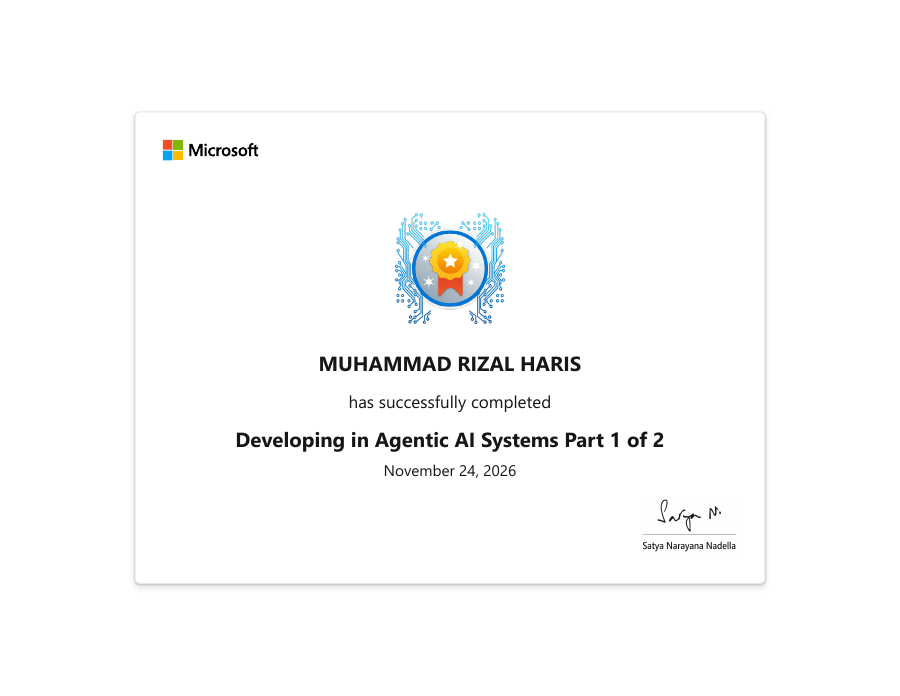 Microsoft
MUHAMMAD RIZAL HARIS
has successfully completed
Developing in Agentic AI Systems Part 1 of 2
November 24, 2026
Satya N.
Satya Narayana Nadella